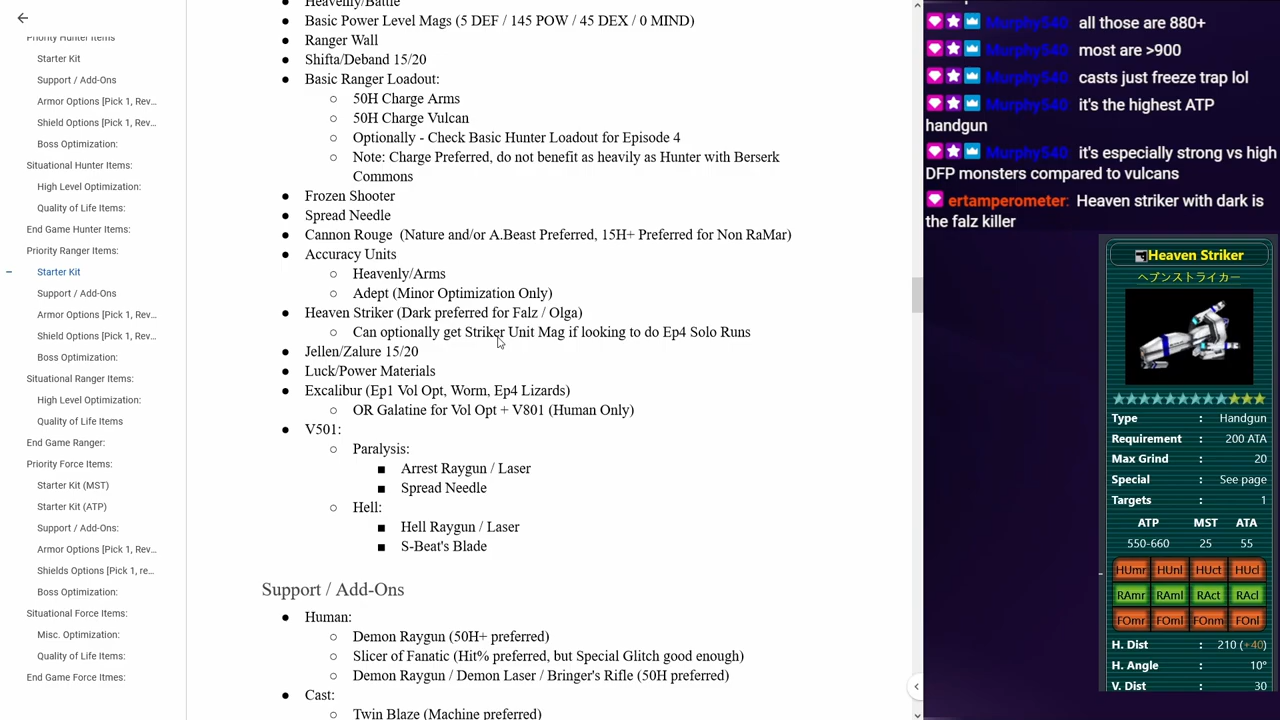 Priority Hunter Items
Starter Kit
Support / Add-Ons
Armor Options [Pick 1, Rev...
Shield Options [Pick 1, Rev...
Boss Optimization:
Situational Hunter Items:
High Level Optimization:
Quality of Life Items:
End Game Hunter Items:
Priority Ranger Items:
Starter Kit
Support / Add-Ons
Armor Options [Pick 1, Rev...
Shield Options [Pick 1, Rev...
Boss Optimization:
Situational Ranger Items:
High Level Optimization:
Quality of Life Items
End Game Ranger:
Priority Force Items:
Starter Kit (MST)
Starter Kit (ATP)
Support / Add-Ons:
Armor Options [Pick 1, Rev...
Shields Options [Pick 1, re...
Boss Optimization:
Situational Force Items:
Misc. Optimization:
Quality of Life Items:
End Game Force Itmes:
Heavenly/Battle
Basic Power Level Mags (5 DEF / 145 POW / 45 DEX / 0 MIND)
Ranger Wall
Shifta/Deband 15/20
Basic Ranger Loadout:
50H Charge Arms
50H Charge Vulcan
Optionally - Check Basic Hunter Loadout for Episode 4
Note: Charge Preferred, do not benefit as heavily as Hunter with Berserk
Commons
Frozen Shooter
Spread Needle
Cannon Rouge (Nature and/or A.Beast Preferred, 15H+ Preferred for Non RaMar)
Accuracy Units
Heavenly/Arms
Adept (Minor Optimization Only)
Heaven Striker (Dark preferred for Falz / Olga)
Can optionally get Striker Unit Mag if looking to do Ep4 Solo Runs
Jellen/Zalure 15/20
Luck/Power Materials
Excalibur (Ep1 Vol Opt, Worm, Ep4 Lizards)
OR Galatine for Vol Opt + V801 (Human Only)
V501:
Paralysis:
Arrest Raygun / Laser
Spread Needle
Hell:
Hell Raygun / Laser
S-Beat's Blade
Support / Add-Ons
Human:
Demon Raygun (50H+ preferred)
Slicer of Fanatic (Hit% preferred, but Special Glitch good enough)
Demon Raygun / Demon Laser / Bringer's Rifle (50H preferred)
Cast:
Twin Blaze (Machine preferred)
Murphy540 all those are 880+
Murphy540 most are >900
Murphy540 casts just freeze trap lol
Murphy540 it's the highest ATP
handgun
Murphy540 it's especially strong vs high
DFP monsters compared to vulcans
ertamperometer: Heaven striker with dark is
the falz killer
Heaven Striker
ヘブンストライカー
Type : Handgun
Requirement : 200 ATA
Max Grind : 20
Special : See page
Targets : 1
ATP MST ATA
550-660 25 55
HUmr HUnl HUct HUcl
RAmr RAml RAct RAcl
FOmr FOml FOnm FOnl
H. Dist : 210 (+40)
H. Angle : 10°
V. Dist : 30